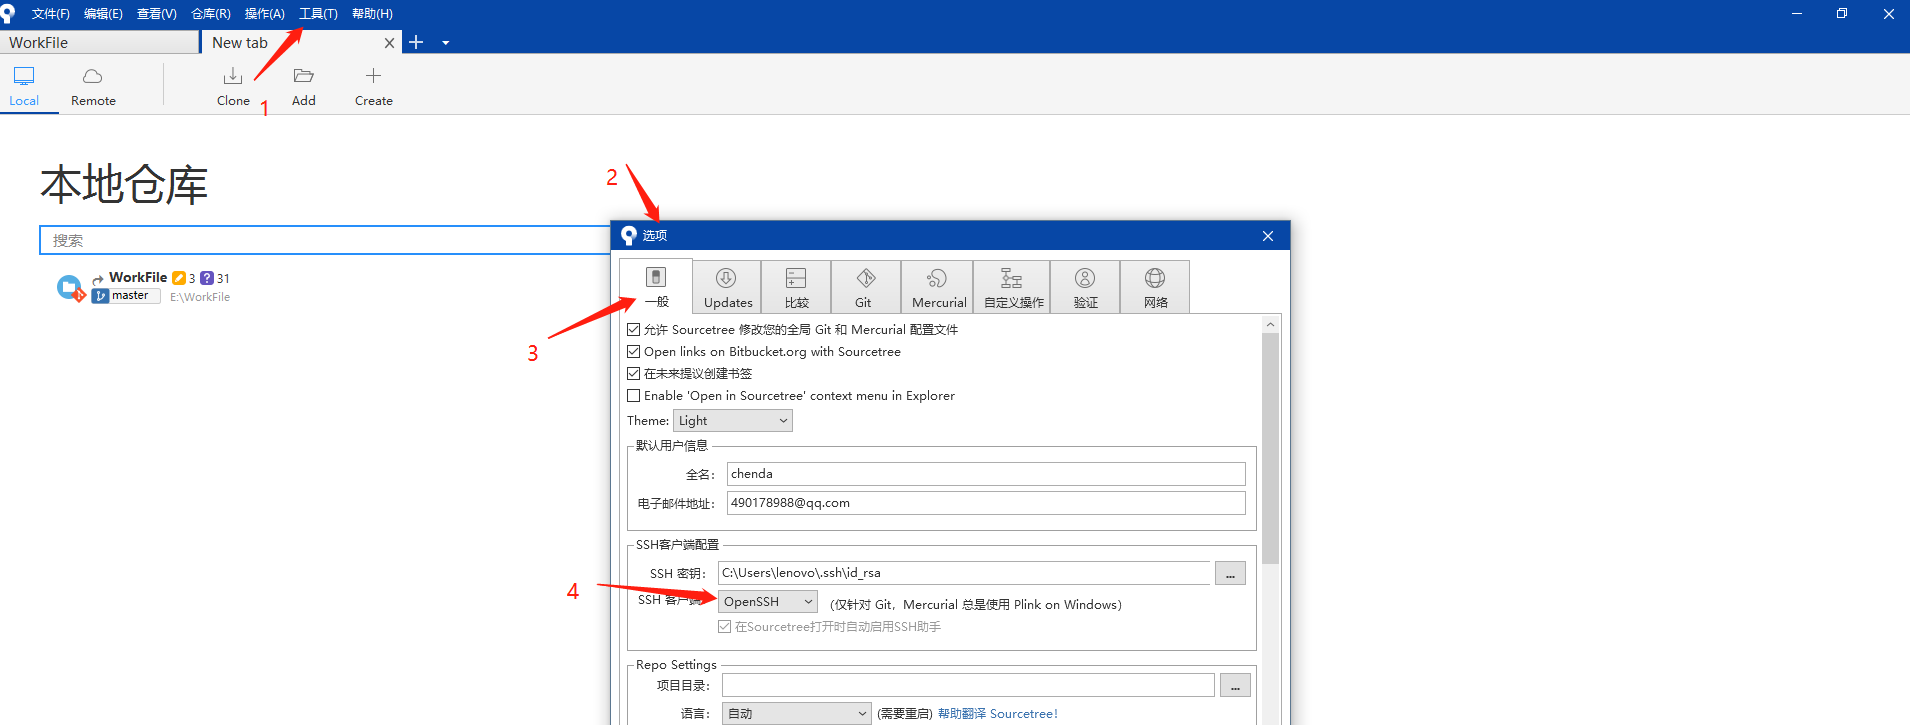 文件(F) 编辑(E) 查看(V) 仓库(R) 操作(A) 工具(T) 帮助(H)
WorkFile
New tab
Local
Remote
Clone
Add
Create
1
本地仓库
搜索
WorkFile 3 31
master E:\WorkFile
2
选项
一般
Updates
比较
Git
Mercurial
自定义操作
验证
网络
3
允许 Sourcetree 修改您的全局 Git 和 Mercurial 配置文件
Open links on Bitbucket.org with Sourcetree
在未来提议创建书签
Enable 'Open in Sourcetree' context menu in Explorer
Theme: Light
默认用户信息
全名: chenda
电子邮件地址: 490178988@qq.com
SSH客户端配置
SSH 密钥: C:\Users\lenovo\.ssh\id_rsa ...
4
SSH 客户端 OpenSSH (仅针对 Git, Mercurial 总是使用 Plink on Windows)
在Sourcetree打开时自动启用SSH助手
Repo Settings
项目目录: ...
语言: 自动 (需要重启) 帮助翻译 Sourcetree!